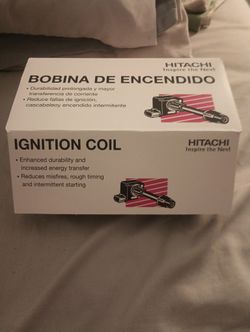 HITACHI
Inspire the Next
BOBINA DE ENCENDIDO
• Durabilidad prolongada y mayor
transferencia de corriente
• Reduce fallas de ignición,
cascabeleo y encendido intermitente
IGNITION COIL
HITACHI
Inspire the Next
• Enhanced durability and
increased energy transfer
• Reduces misfires, rough timing
and intermittent starting